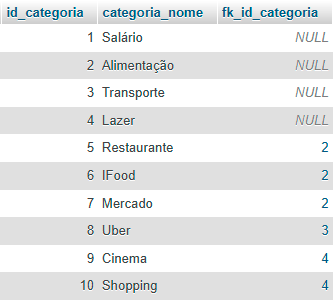 id_categoria categoria_nome fk_id_categoria
1 Salário NULL
2 Alimentação NULL
3 Transporte NULL
4 Lazer NULL
5 Restaurante 2
6 IFood 2
7 Mercado 2
8 Uber 3
9 Cinema 4
10 Shopping 4